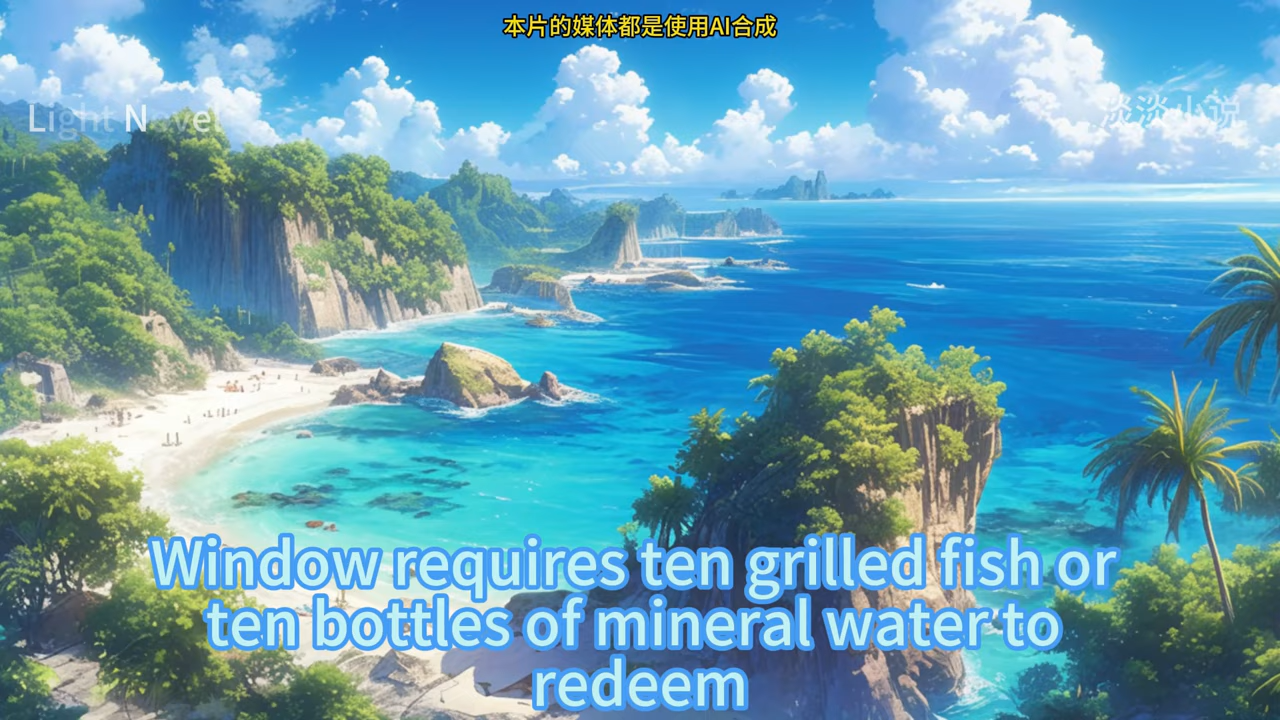 本片的媒体都是使用AI合成
Light Novel
淡淡小说
Window requires ten grilled fish or
ten bottles of mineral water to
redeem